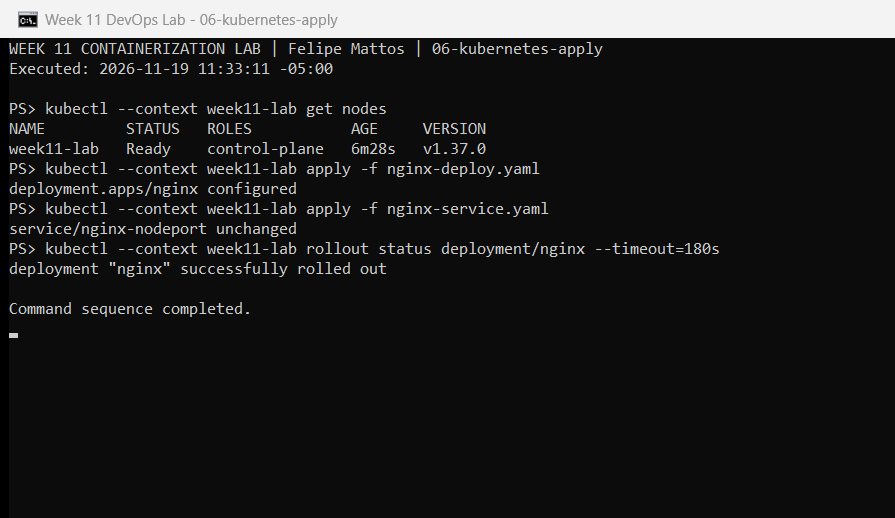 Week 11 DevOps Lab - 06-kubernetes-apply
WEEK 11 CONTAINERIZATION LAB | Felipe Mattos | 06-kubernetes-apply
Executed: 2026-11-19 11:33:11 -05:00
PS> kubectl --context week11-lab get nodes
NAME         STATUS   ROLES           AGE     VERSION
week11-lab   Ready    control-plane   6m28s   v1.37.0
PS> kubectl --context week11-lab apply -f nginx-deploy.yaml
deployment.apps/nginx configured
PS> kubectl --context week11-lab apply -f nginx-service.yaml
service/nginx-nodeport unchanged
PS> kubectl --context week11-lab rollout status deployment/nginx --timeout=180s
deployment "nginx" successfully rolled out
Command sequence completed.